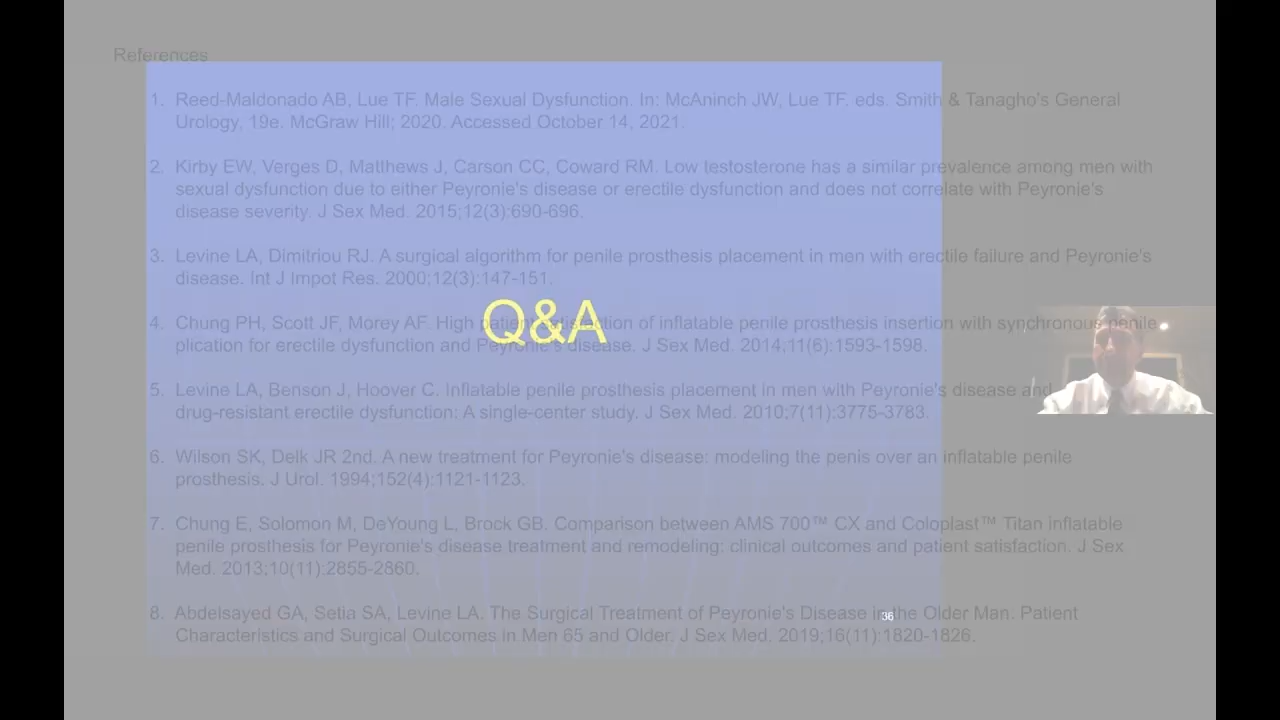 References
1. Reed-Maldonado AB, Lue TF. Male Sexual Dysfunction. In: McAninch JW, Lue TF. eds. Smith & Tanagho's General
Urology, 19e. McGraw Hill; 2020. Accessed October 14, 2021.
2. Kirby EW, Verges D, Matthews J, Carson CC, Coward RM. Low testosterone has a similar prevalence among men with
sexual dysfunction due to either Peyronie's disease or erectile dysfunction and does not correlate with Peyronie's
disease severity. J Sex Med. 2015;12(3):690-696.
3. Levine LA, Dimitriou RJ. A surgical algorithm for penile prosthesis placement in men with erectile failure and Peyronie's
disease. Int J Impot Res. 2000;12(3):147-151.
Q&A
4. Chung PH, Scott JF, Morey AF. High patient satisfaction of inflatable penile prosthesis insertion with synchronous penile
plication for erectile dysfunction and Peyronie's disease. J Sex Med. 2014;11(6):1593-1598.
5. Levine LA, Benson J, Hoover C. Inflatable penile prosthesis placement in men with Peyronie's disease and
drug-resistant erectile dysfunction: A single-center study. J Sex Med. 2010;7(11):3775-3783.
6. Wilson SK, Delk JR 2nd. A new treatment for Peyronie's disease: modeling the penis over an inflatable penile
prosthesis. J Urol. 1994;152(4):1121-1123.
7. Chung E, Solomon M, DeYoung L, Brock GB. Comparison between AMS 700™ CX and Coloplast™ Titan inflatable
penile prosthesis for Peyronie's disease treatment and remodeling: clinical outcomes and patient satisfaction. J Sex
Med. 2013;10(11):2855-2860.
8. Abdelsayed GA, Setia SA, Levine LA. The Surgical Treatment of Peyronie's Disease in the Older Man. Patient
Characteristics and Surgical Outcomes in Men 65 and Older. J Sex Med. 2019;16(11):1820-1826.
36